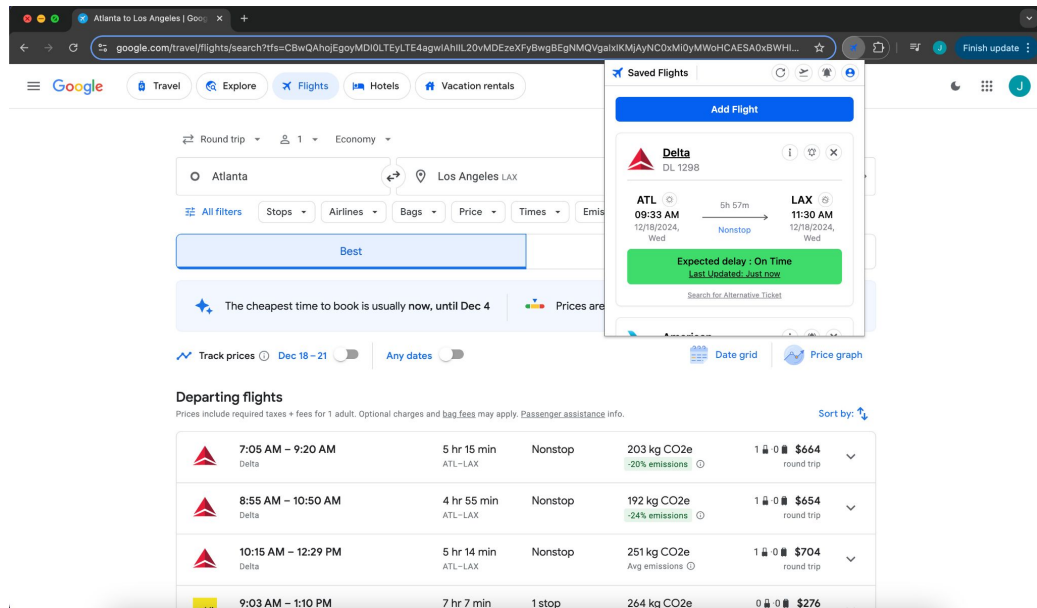 Atlanta to Los Angeles | Goog
google.com/travel/flights/search?tfs=CBwQAhojEgoyMDI0LTEyLTE4agwIAhIIL20vMDEzeXFyBwgBEgNMQVgaIxIKMjAyNC0xMi0yMWoHCAESA0xBWHI...
Finish update
Google
Travel
Explore
Flights
Hotels
Vacation rentals
J
Round trip
1
Economy
Atlanta
Los Angeles LAX
All filters
Stops
Airlines
Bags
Price
Times
Emis
Best
The cheapest time to book is usually now, until Dec 4
Prices are
Track prices
Dec 18 – 21
Any dates
Date grid
Price graph
Saved Flights
Add Flight
Delta
DL 1298
ATL
09:33 AM
12/18/2024,
Wed
5h 57m
Nonstop
LAX
11:30 AM
12/18/2024,
Wed
Expected delay : On Time
Last Updated: Just now
Search for Alternative Ticket
American
Departing flights
Prices include required taxes + fees for 1 adult. Optional charges and bag fees may apply. Passenger assistance info.
Sort by:
7:05 AM – 9:20 AM 5 hr 15 min Nonstop 203 kg CO2e 1 0 $664
Delta ATL–LAX -20% emissions round trip
8:55 AM – 10:50 AM 4 hr 55 min Nonstop 192 kg CO2e 1 0 $654
Delta ATL–LAX -24% emissions round trip
10:15 AM – 12:29 PM 5 hr 14 min Nonstop 251 kg CO2e 1 0 $704
Delta ATL–LAX Avg emissions round trip
9:03 AM – 1:10 PM 7 hr 7 min 1 stop 264 kg CO2e 0 0 $276